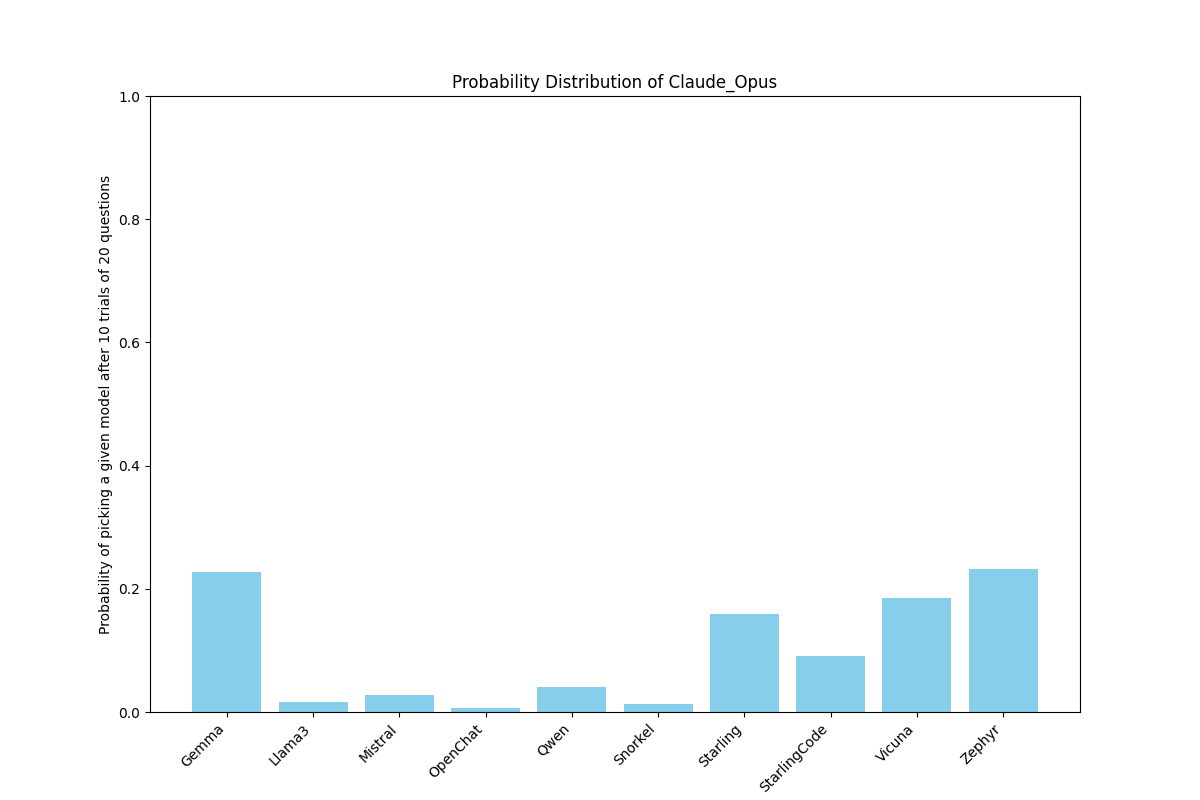 Probability Distribution of Claude_Opus
Probability of picking a given model after 10 trials of 20 questions
1.0
0.8
0.6
0.4
0.2
0.0
Gemma
Llama3
Mistral
OpenChat
Qwen
Snorkel
Starling
StarlingCode
Vicuna
Zephyr